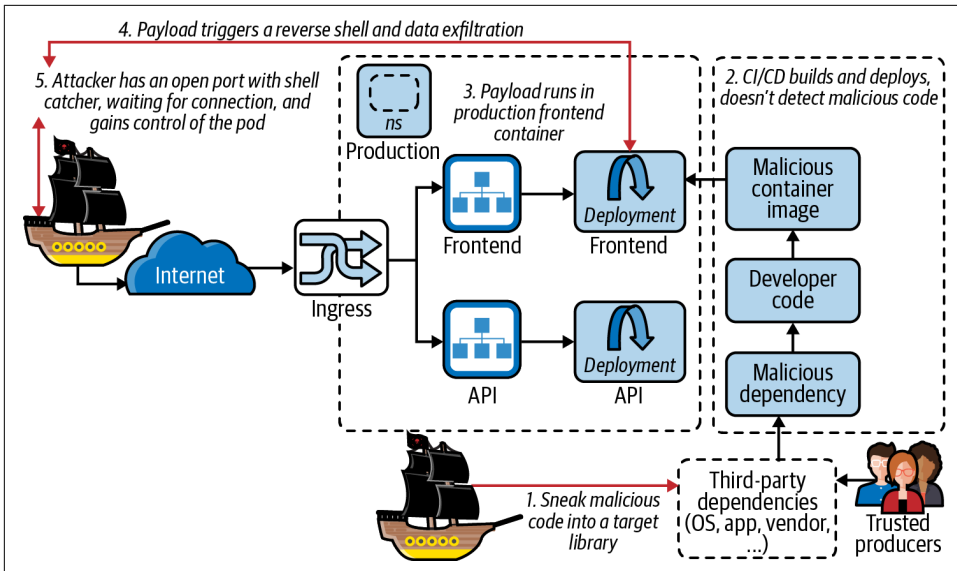 4. Payload triggers a reverse shell and data exfiltration
5. Attacker has an open port with shell
catcher, waiting for connection, and
gains control of the pod
ns
Production
3. Payload runs in
production frontend
container
2. CI/CD builds and deploys,
doesn't detect malicious code
Internet
Ingress
Frontend
Deployment
Frontend
API
Deployment
API
Malicious
container
image
Developer
code
Malicious
dependency
1. Sneak malicious
code into a target
library
Third-party
dependencies
(OS, app, vendor,
...)
Trusted
producers